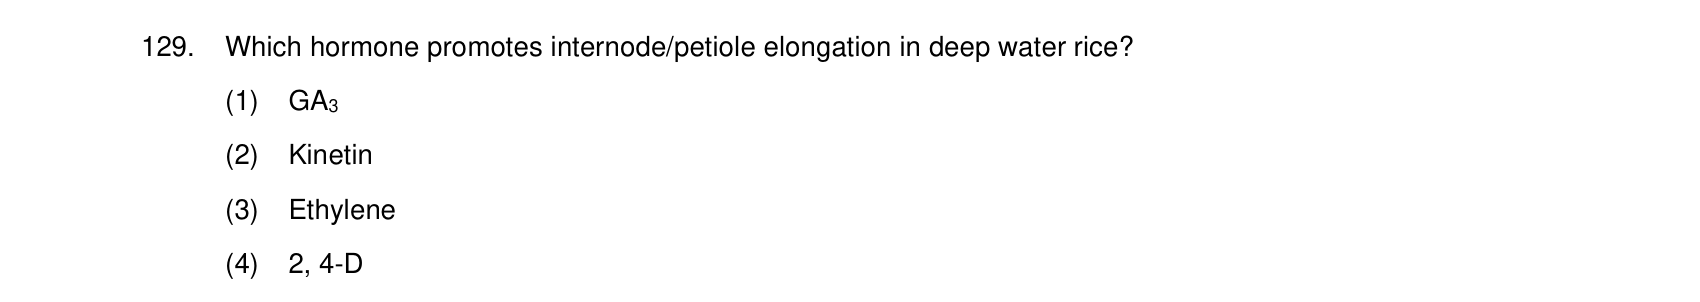 129. Which hormone promotes internode/petiole elongation in deep water rice?
(1) GA₃
(2) Kinetin
(3) Ethylene
(4) 2, 4-D